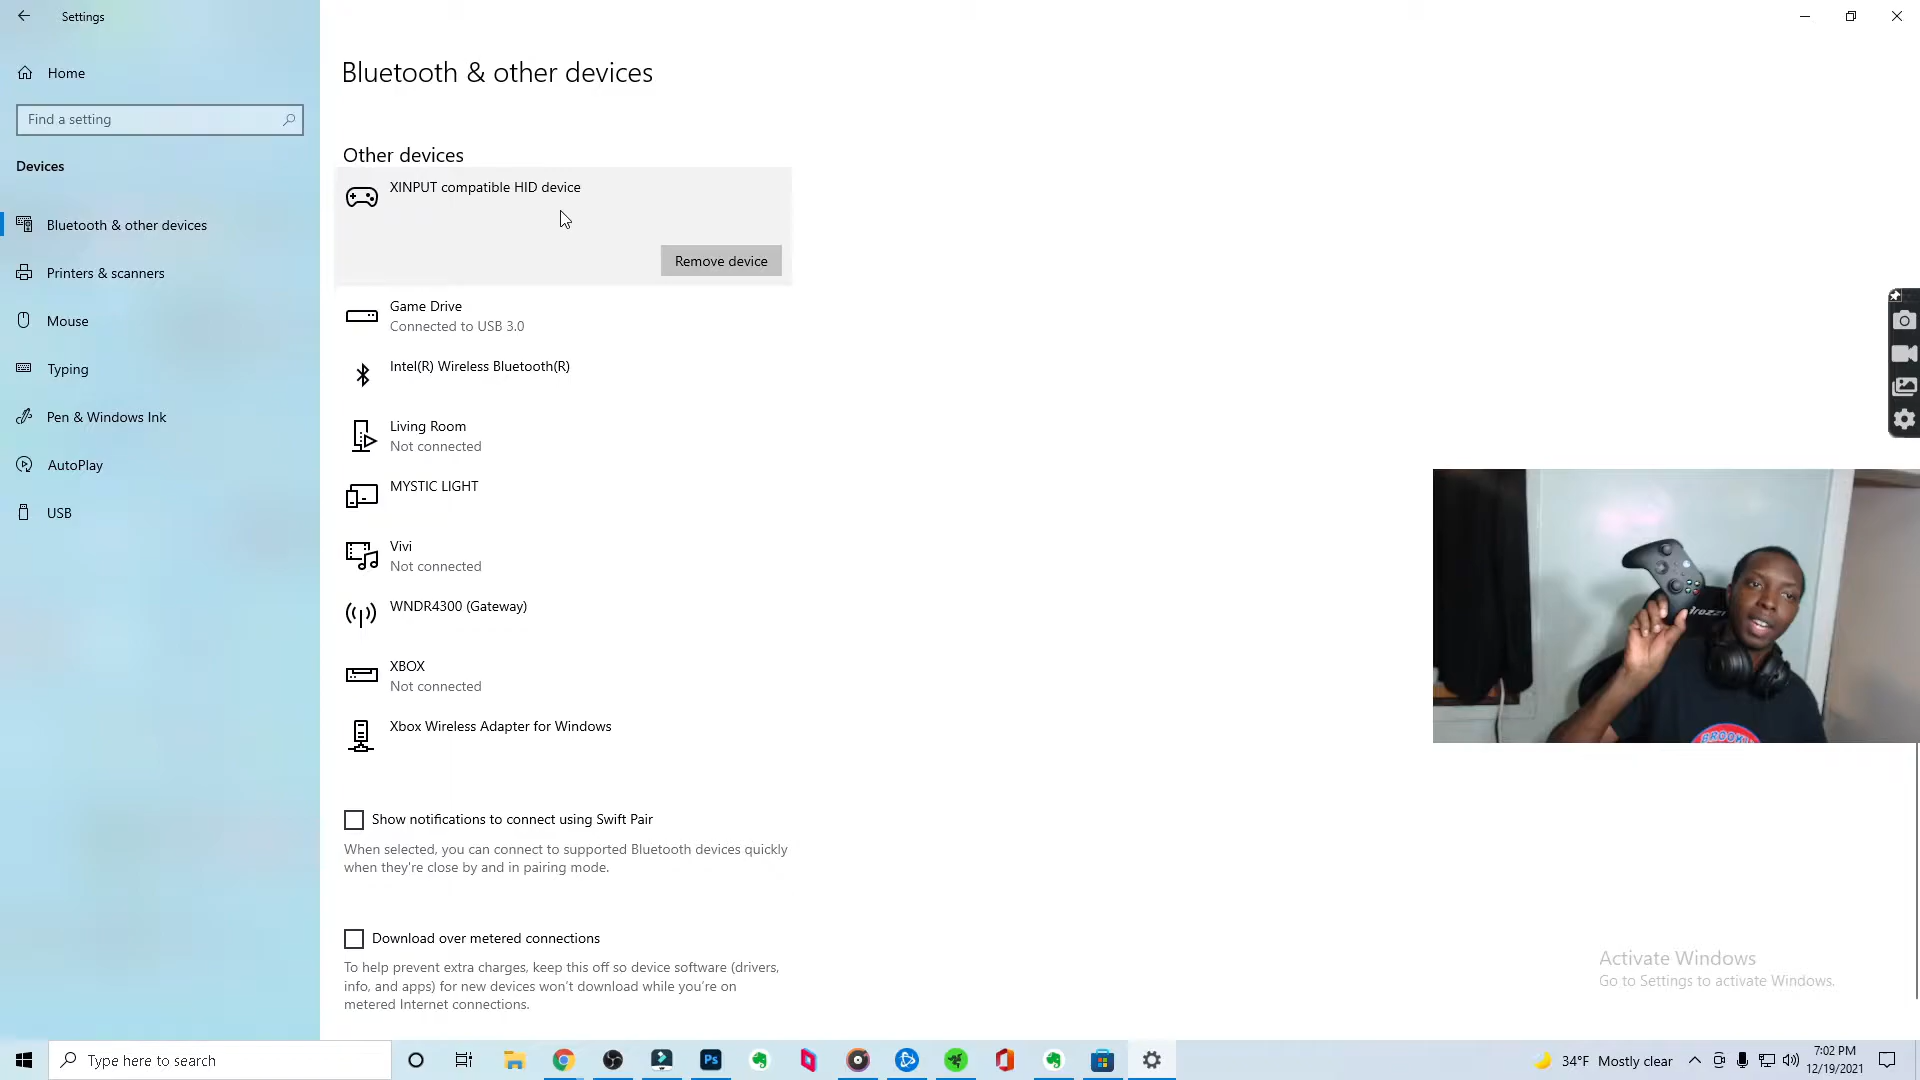 Settings
Home
Find a setting
Devices
Bluetooth & other devices
Printers & scanners
Mouse
Typing
Pen & Windows Ink
AutoPlay
USB
Bluetooth & other devices
Other devices
XINPUT compatible HID device
Remove device
Game Drive
Connected to USB 3.0
Intel(R) Wireless Bluetooth(R)
Living Room
Not connected
MYSTIC LIGHT
Vivi
Not connected
WNDR4300 (Gateway)
XBOX
Not connected
Xbox Wireless Adapter for Windows
Show notifications to connect using Swift Pair
When selected, you can connect to supported Bluetooth devices quickly
when they're close by and in pairing mode.
Download over metered connections
To help prevent extra charges, keep this off so device software (drivers,
info, and apps) for new devices won't download while you're on
metered Internet connections.
BROOK
Activate Windows
Go to Settings to activate Windows.
Type here to search
Ps
34°F Mostly clear
7:02 PM
12/19/2021